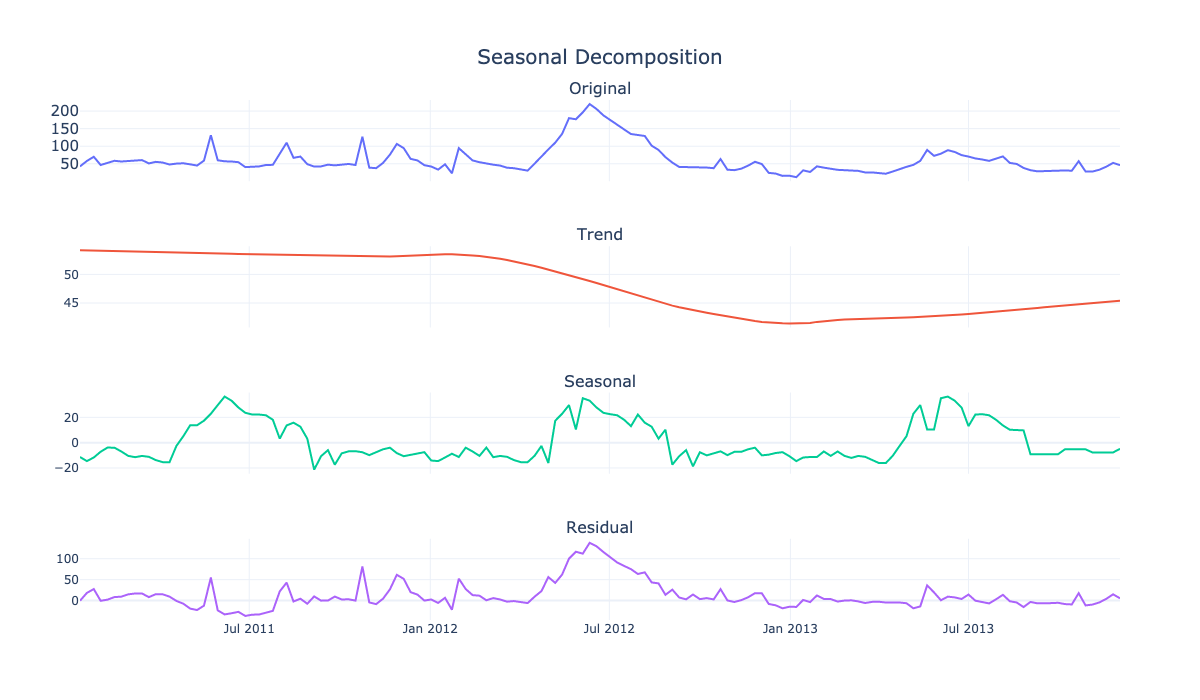 Seasonal Decomposition
Original
200
150
100
50
Trend
50
45
Seasonal
20
0
−20
Residual
100
50
0
Jul 2011 Jan 2012 Jul 2012 Jan 2013 Jul 2013